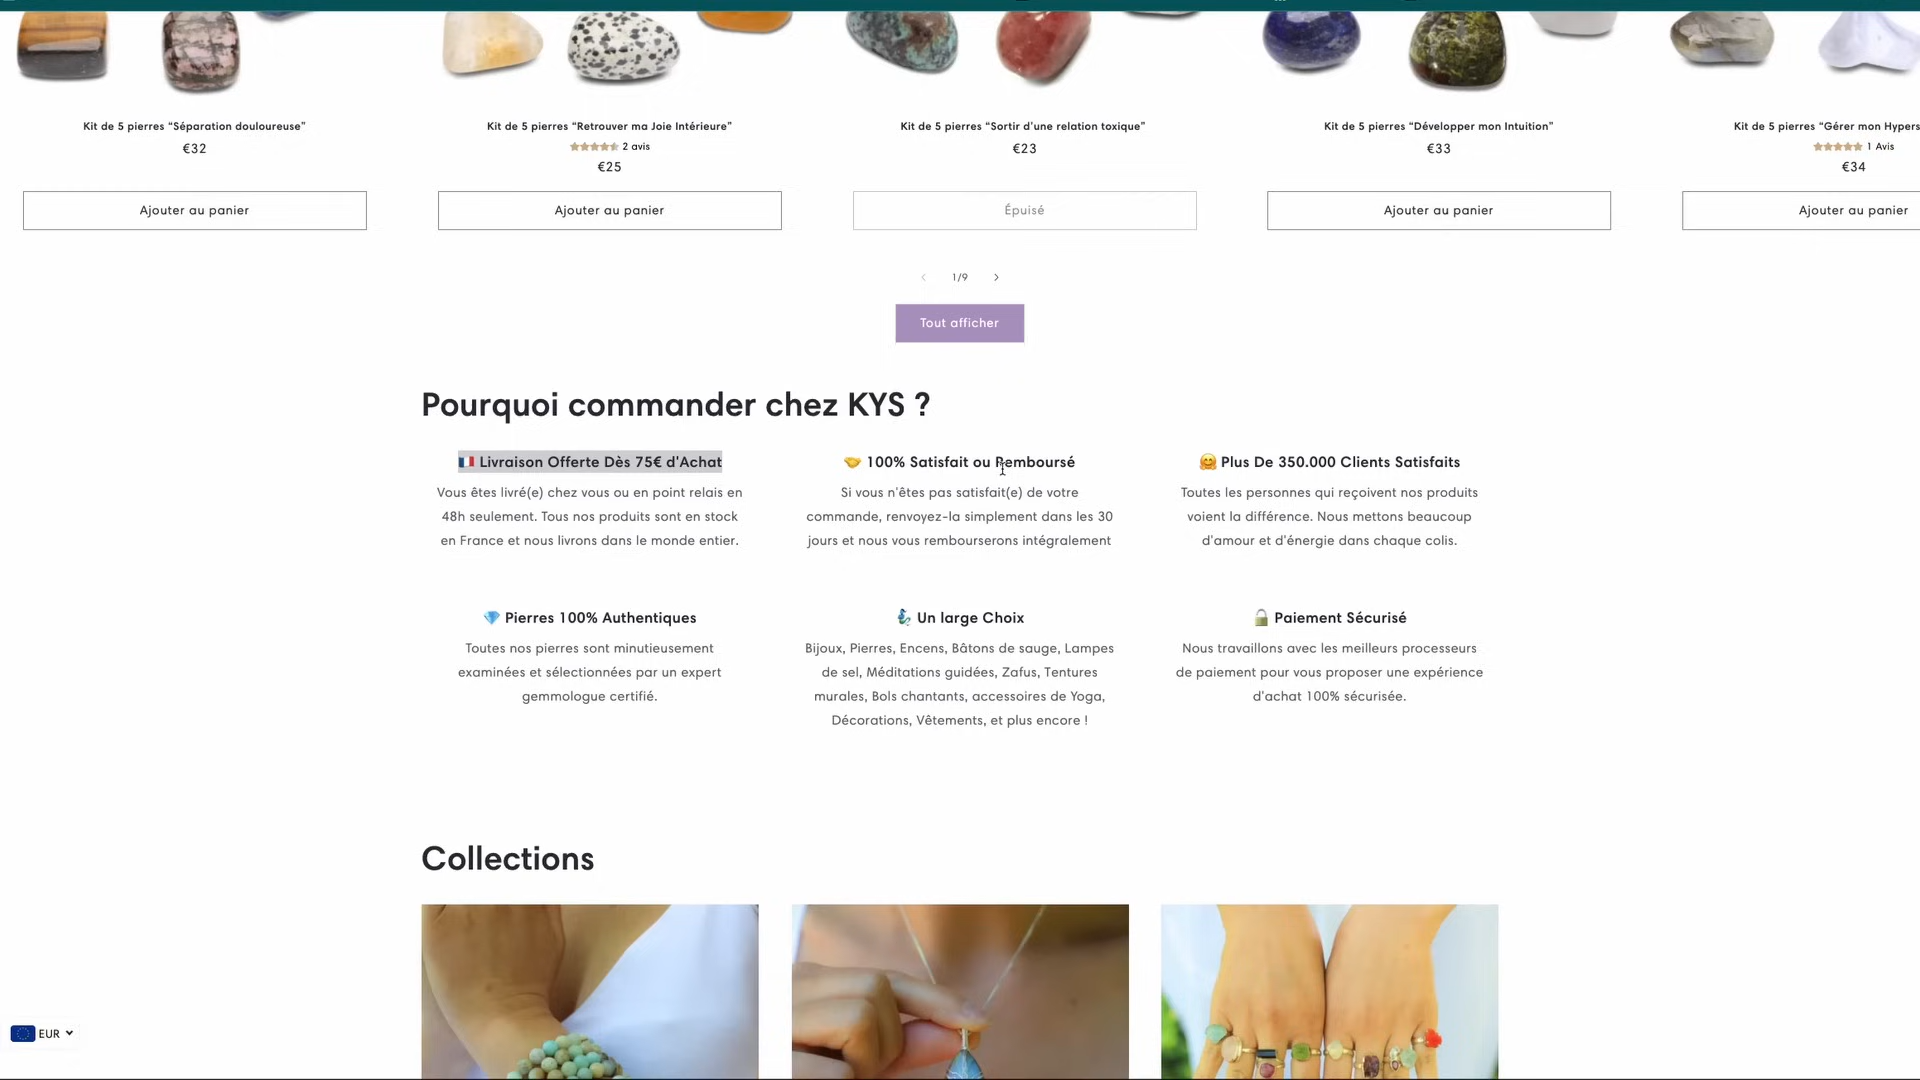 Kit de 5 pierres “Séparation douloureuse”
€32
Ajouter au panier
Kit de 5 pierres “Retrouver ma Joie Intérieure”
2 avis
€25
Ajouter au panier
Kit de 5 pierres “Sortir d’une relation toxique”
€23
Épuisé
Kit de 5 pierres “Développer mon Intuition”
€33
Ajouter au panier
Kit de 5 pierres “Gérer mon Hypers
1 Avis
€34
Ajouter au panier
1/9
Tout afficher
Pourquoi commander chez KYS ?
Livraison Offerte Dès 75€ d'Achat
Vous êtes livré(e) chez vous ou en point relais en
48h seulement. Tous nos produits sont en stock
en France et nous livrons dans le monde entier.
100% Satisfait ou Remboursé
Si vous n'êtes pas satisfait(e) de votre
commande, renvoyez-la simplement dans les 30
jours et nous vous rembourserons intégralement
Plus De 350.000 Clients Satisfaits
Toutes les personnes qui reçoivent nos produits
voient la différence. Nous mettons beaucoup
d'amour et d'énergie dans chaque colis.
Pierres 100% Authentiques
Toutes nos pierres sont minutieusement
examinées et sélectionnées par un expert
gemmologue certifié.
Un large Choix
Bijoux, Pierres, Encens, Bâtons de sauge, Lampes
de sel, Méditations guidées, Zafus, Tentures
murales, Bols chantants, accessoires de Yoga,
Décorations, Vêtements, et plus encore !
Paiement Sécurisé
Nous travaillons avec les meilleurs processeurs
de paiement pour vous proposer une expérience
d'achat 100% sécurisée.
Collections
EUR